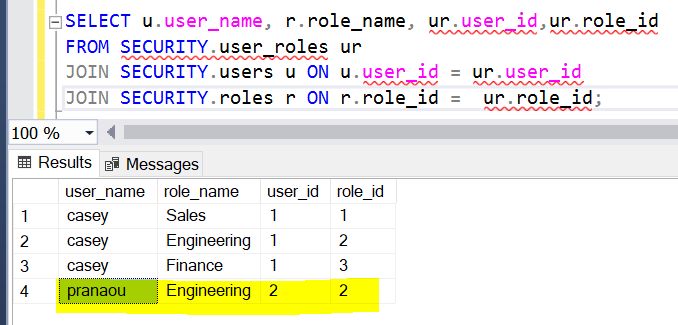 SELECT u.user_name, r.role_name, ur.user_id,ur.role_id
FROM SECURITY.user_roles ur
JOIN SECURITY.users u ON u.user_id = ur.user_id
JOIN SECURITY.roles r ON r.role_id =  ur.role_id;
100 %
Results Messages
user_name role_name user_id role_id
1 casey Sales 1 1
2 casey Engineering 1 2
3 casey Finance 1 3
4 pranaou Engineering 2 2